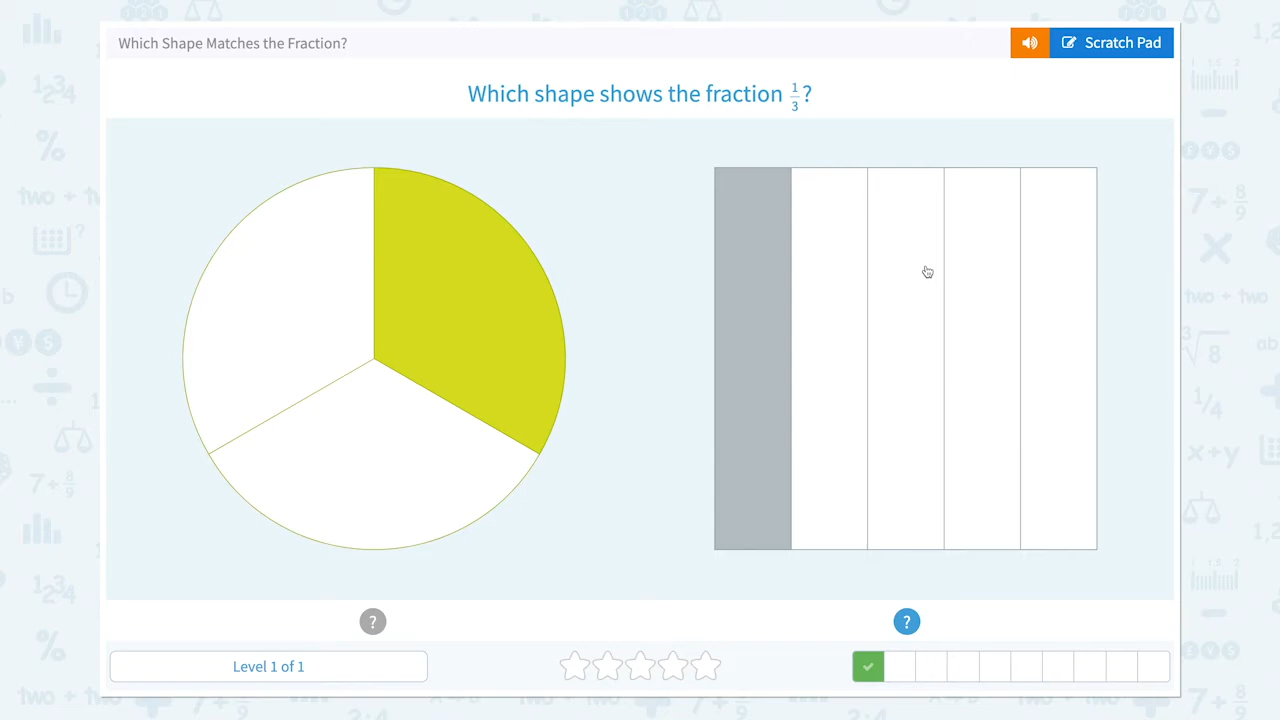 Which Shape Matches the Fraction?
Scratch Pad
Which shape shows the fraction 1/3?
? ?
Level 1 of 1